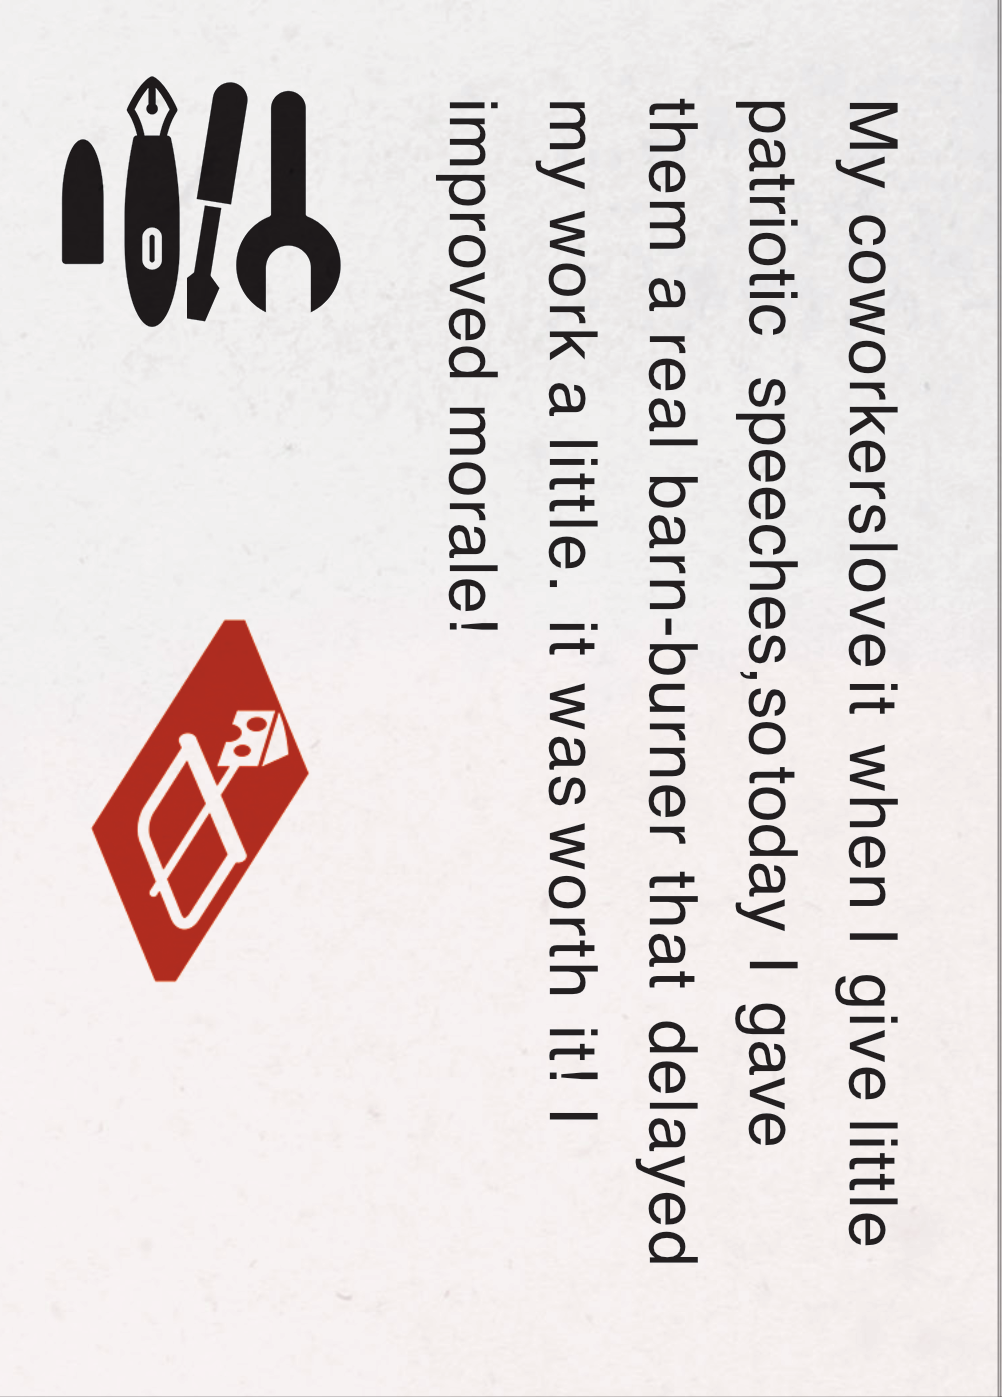 My coworkers love it when I give little
patriotic speeches, so today I gave
them a real barn-burner that delayed
my work a little. it was worth it! I
improved morale!